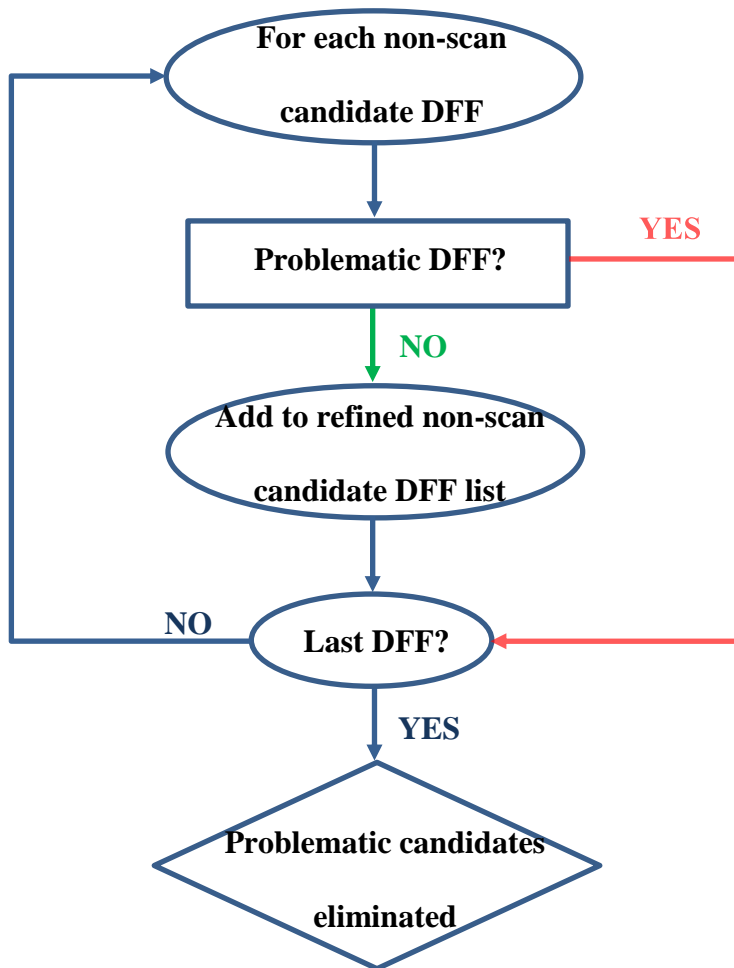 For each non-scan
candidate DFF
Problematic DFF?
YES
NO
Add to refined non-scan
candidate DFF list
NO
Last DFF?
YES
Problematic candidates
eliminated